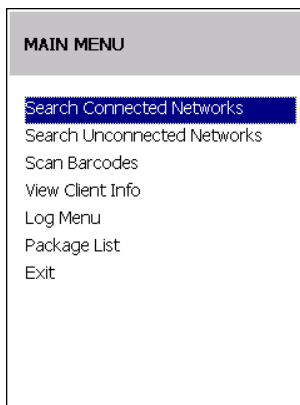 MAIN MENU
Search Connected Networks
Search Unconnected Networks
Scan Barcodes
View Client Info
Log Menu
Package List
Exit